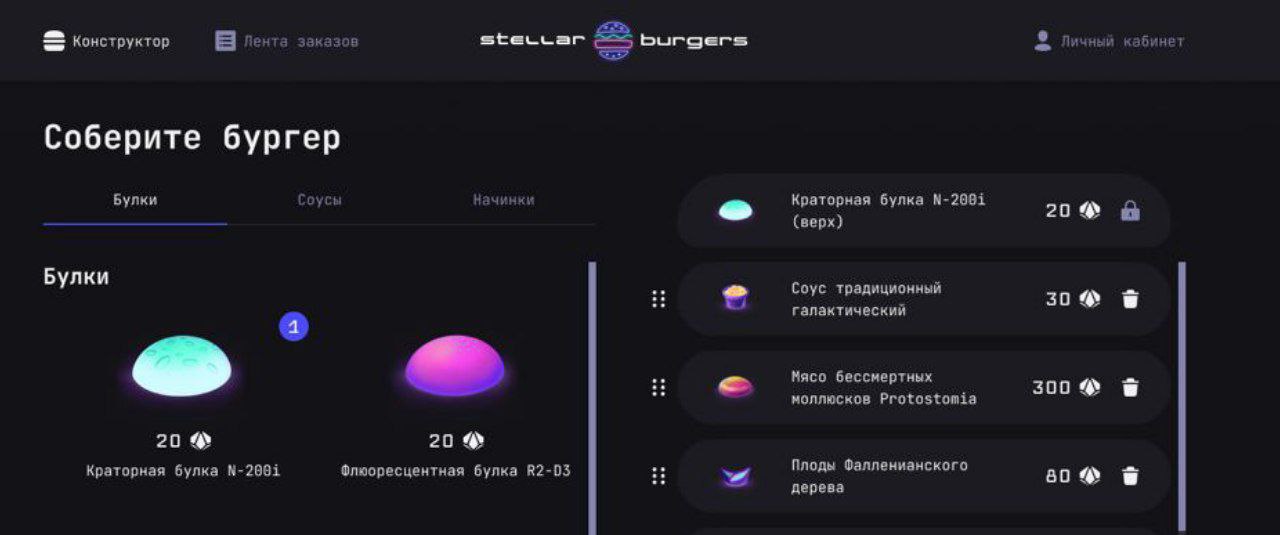 Конструктор
Лента заказов
stellar burgers
Личный кабинет
Соберите бургер
Булки
Соусы
Начинки
Булки
1
20
Краторная булка N-200i
20
Флюоресцентная булка R2-D3
Краторная булка N-200i
(верх)
20
Соус традиционный
галактический
30
Мясо бессмертных
моллюсков Protostomia
300
Плоды Фалленианского
дерева
80